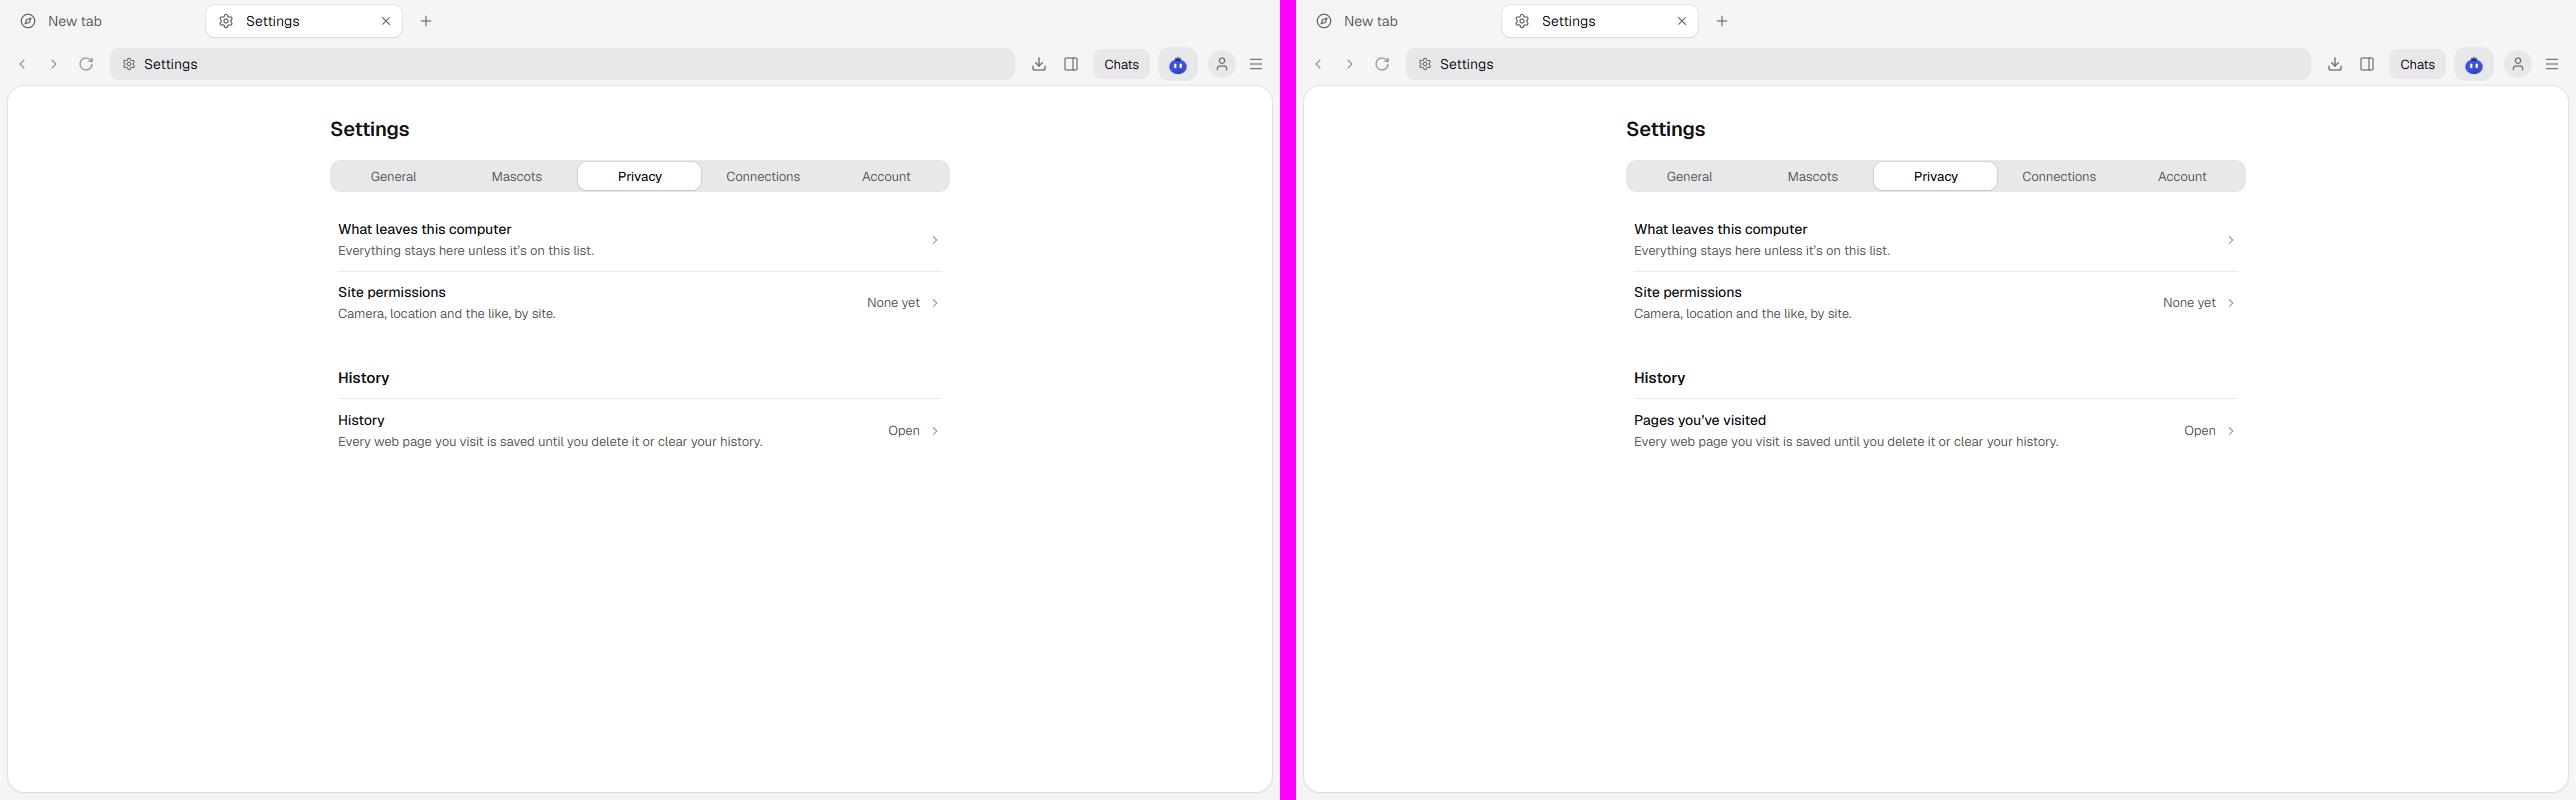 New tab
Settings
Settings
Chats
Settings
General Mascots Privacy Connections Account
What leaves this computer
Everything stays here unless it's on this list.
Site permissions
Camera, location and the like, by site.
None yet
History
History
Every web page you visit is saved until you delete it or clear your history.
Open
New tab
Settings
Settings
Chats
Settings
General Mascots Privacy Connections Account
What leaves this computer
Everything stays here unless it's on this list.
Site permissions
Camera, location and the like, by site.
None yet
History
Pages you’ve visited
Every web page you visit is saved until you delete it or clear your history.
Open